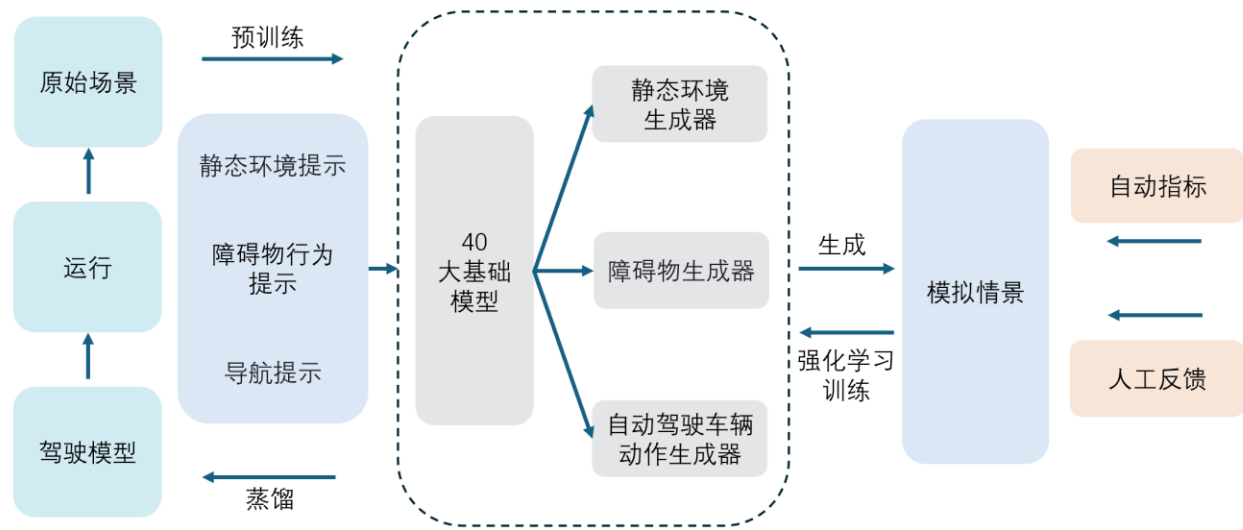 原始场景
运行
驾驶模型
预训练
静态环境提示
障碍物行为
提示
导航提示
蒸馏
40
大基础
模型
静态环境
生成器
障碍物生成器
自动驾驶车辆
动作生成器
生成
强化学习
训练
模拟情景
自动指标
人工反馈